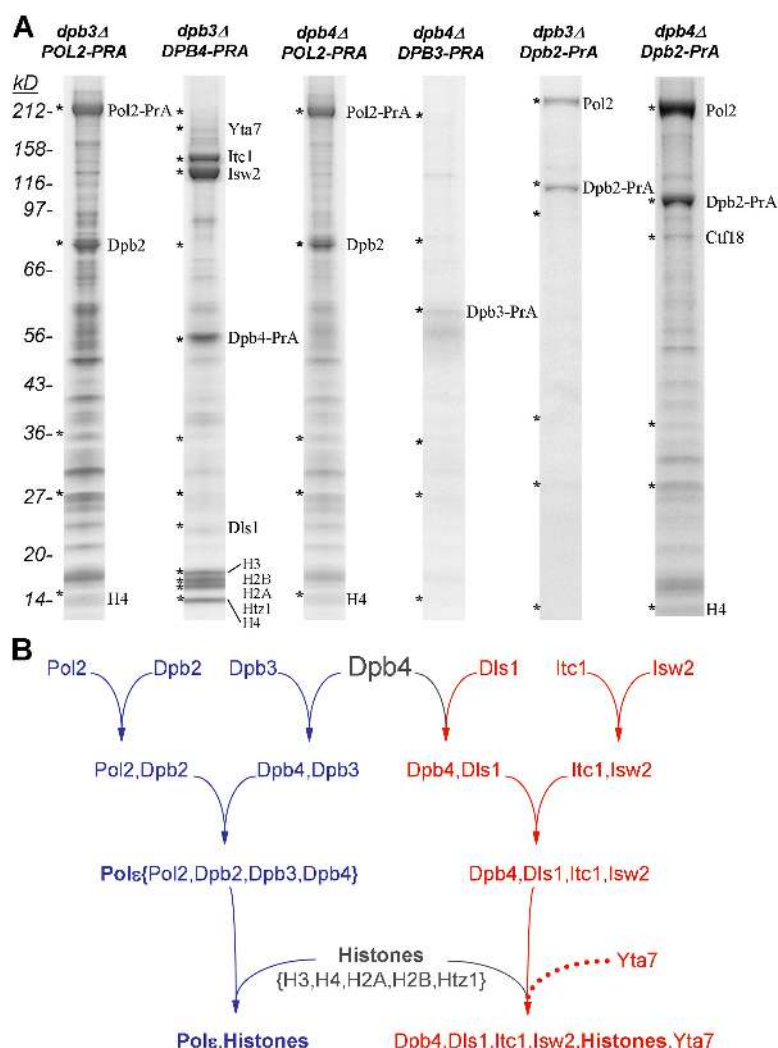 A
dpb3Δ POL2-PRA
dpb3Δ DPB4-PRA
dpb4Δ POL2-PRA
dpb4Δ DPB3-PRA
dpb3Δ Dpb2-PrA
dpb4Δ Dpb2-PrA
kD
212-
158-
116-
97-
66-
56-
43-
36-
27-
20-
14-
* Pol2-PrA
* Dpb2
*
*
* H4
*
* Yta7
* Itc1
* Isw2
*
* Dpb4-PrA
*
*
* Dls1
* H3
* H2B
* H2A
Htz1
* H4
* Pol2-PrA
* Dpb2
*
*
* H4
*
*
* Dpb3-PrA
*
*
*
* Pol2
* Dpb2-PrA
*
*
*
*
* Pol2
* Dpb2-PrA
* Ctf18
*
*
* H4
B
Pol2 Dpb2 Dpb3 Dpb4 Dls1 Itc1 Isw2
Pol2,Dpb2 Dpb4,Dpb3 Dpb4,Dls1 Itc1,Isw2
Polε{Pol2,Dpb2,Dpb3,Dpb4} Dpb4,Dls1,Itc1,Isw2
Histones
{H3,H4,H2A,H2B,Htz1}
Yta7
Polε,Histones Dpb4,Dls1,Itc1,Isw2,Histones,Yta7